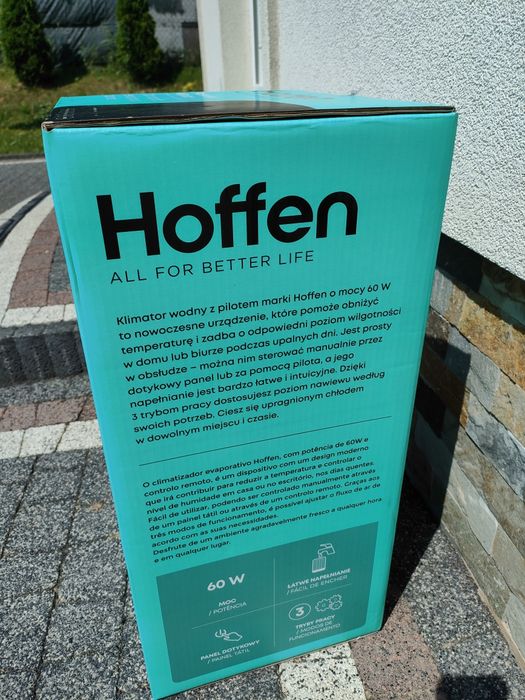 Hoffen
ALL FOR BETTER LIFE
Klimator wodny z pilotem marki Hoffen o mocy 60 W
to nowoczesne urządzenie, które pomoże obniżyć
temperaturę i zadba o odpowiedni poziom wilgotności
w domu lub biurze podczas upalnych dni. Jest prosty
w obsłudze – można nim sterować manualnie przez
dotykowy panel lub za pomocą pilota, a jego
napełnianie jest bardzo łatwe i intuicyjne. Dzięki
3 trybom pracy dostosujesz poziom nawiewu według
swoich potrzeb. Ciesz się upragnionym chłodem
w dowolnym miejscu i czasie.
O climatizador evaporativo Hoffen, com potência de 60W e
controlo remoto, é um dispositivo com um design moderno
que irá contribuir para reduzir a temperatura e controlar o
nível de humidade em casa ou no escritório, nos dias quentes.
Fácil de utilizar, podendo ser controlado manualmente através
de um painel tátil ou através de um controlo remoto. Graças aos
três modos de funcionamento, é possível ajustar o fluxo de ar de
acordo com as suas necessidades.
Desfrute de um ambiente agradavelmente fresco a qualquer hora
e em qualquer lugar.
60 W
MOC
/ POTÊNCIA
ŁATWE NAPEŁNIANIE
/ FÁCIL DE ENCHER
PANEL DOTYKOWY
/ PAINEL TÁTIL
3
TRYBY PRACY
/ MODOS DE
FUNCIONAMENTO